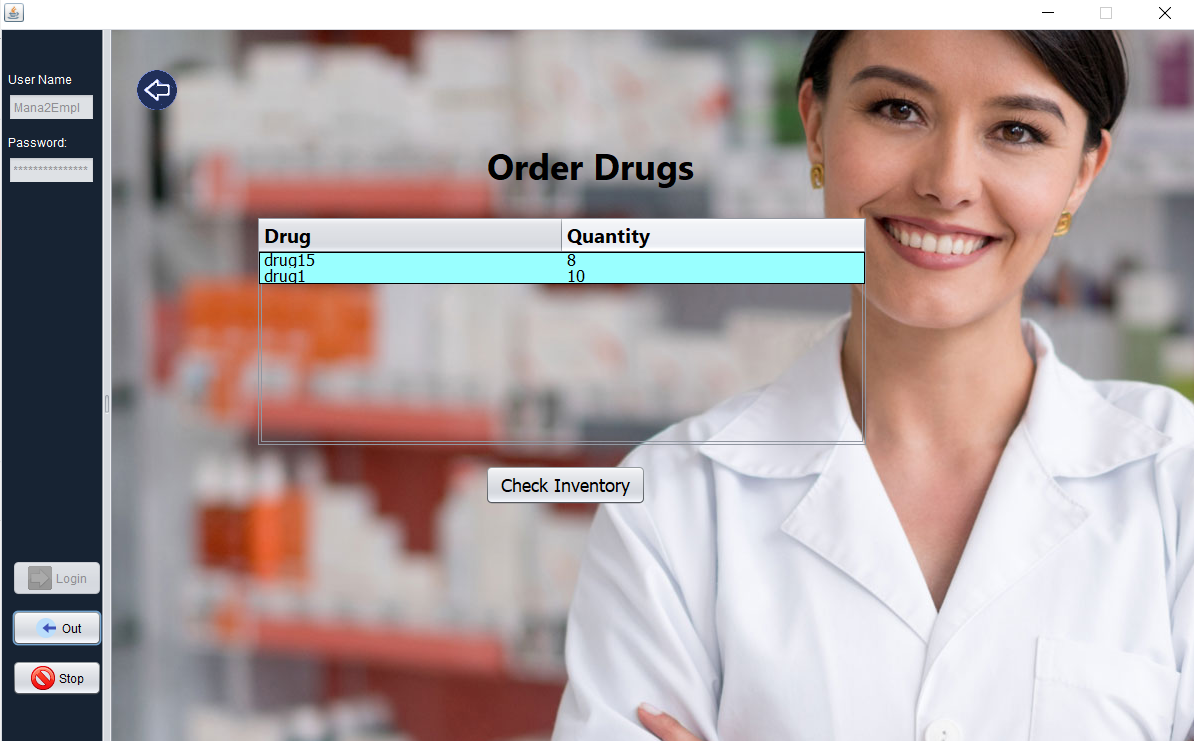 User Name
Mana2Empl
Password:
***************
Order Drugs
Drug Quantity
drug15 8
drug1 10
Check Inventory
Login
Out
Stop